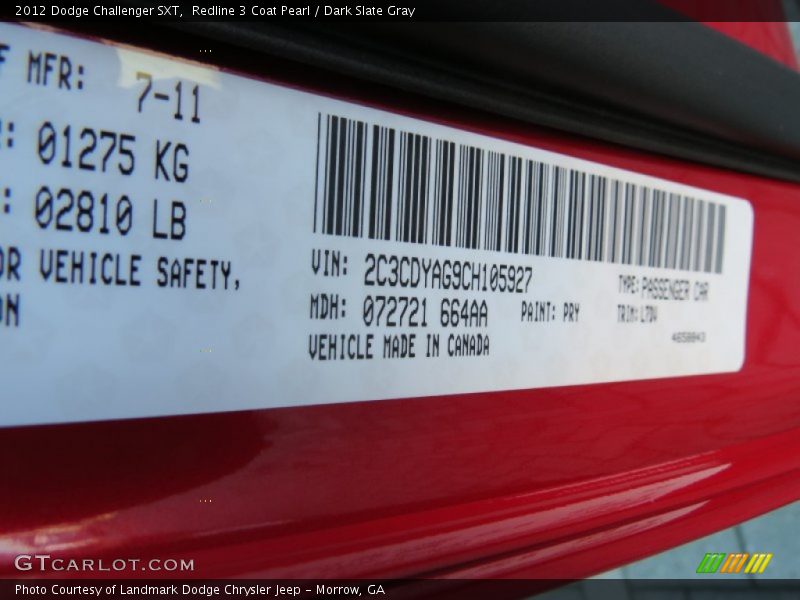 2012 Dodge Challenger SXT,  Redline 3 Coat Pearl / Dark Slate Gray
F MFR: 7-11
: 01275 KG
: 02810 LB
OR VEHICLE SAFETY,
ON
VIN: 2C3CDYAG9CH105927
TYPE: PASSENGER CAR
MDH: 072721 664AA
PAINT: PRY
TRIM: L7DV
VEHICLE MADE IN CANADA
GTCARLOT.COM
Photo Courtesy of Landmark Dodge Chrysler Jeep - Morrow, GA